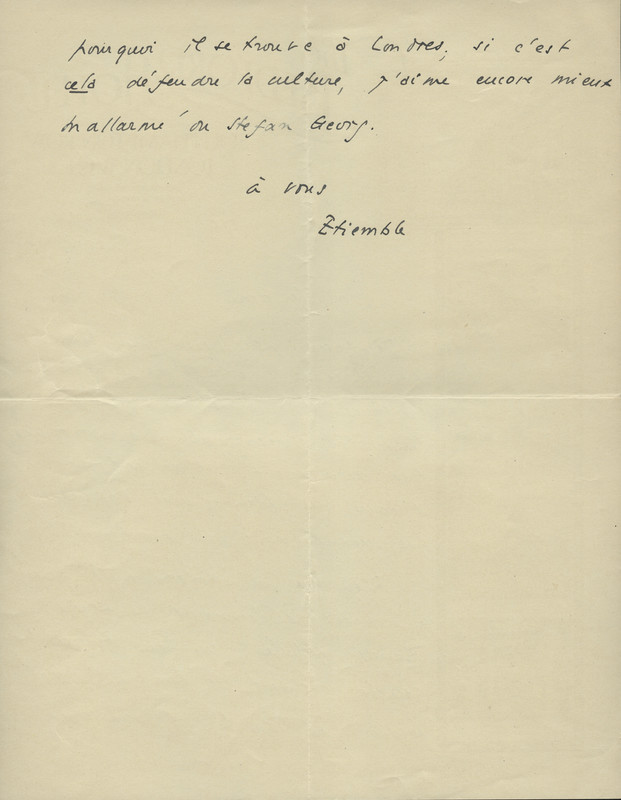 pourquoi il se trouve à Londres; si c'est
cela défendre la culture, j'aime encore mieux
Mallarmé ou Stefan Georg.
à vous
Etiemble